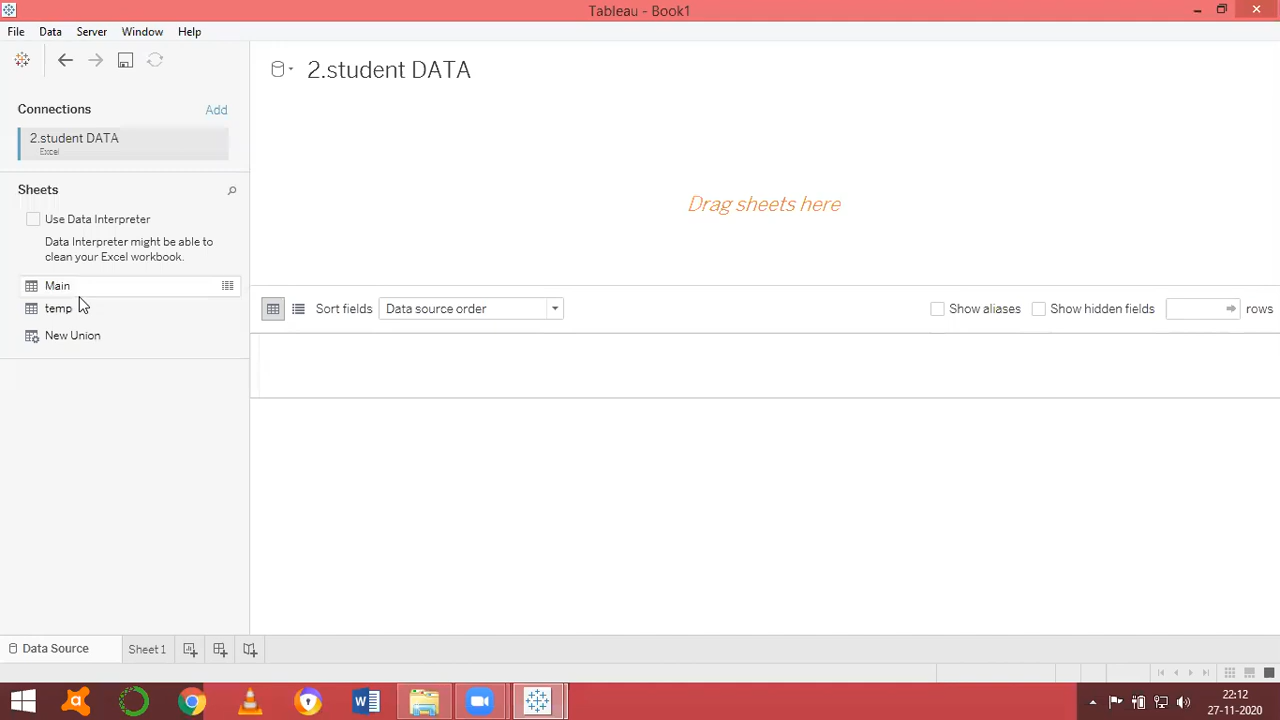 Tableau - Book1
File Data Server Window Help
Connections Add
2.student DATA
Excel
Sheets
Use Data Interpreter
Data Interpreter might be able to
clean your Excel workbook.
Main
temp
New Union
2.student DATA
Drag sheets here
Sort fields Data source order Show aliases Show hidden fields rows
Data Source Sheet 1
22:12
27-11-2020